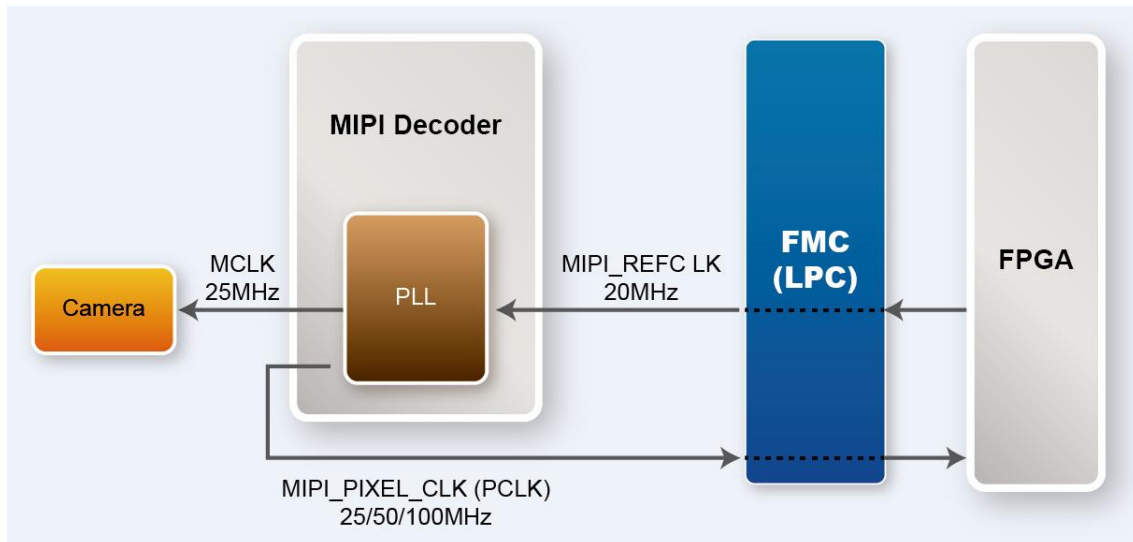 MIPI Decoder
FMC
(LPC)
FPGA
MCLK
25MHz
PLL
MIPI_REFC LK
20MHz
Camera
MIPI_PIXEL_CLK (PCLK)
25/50/100MHz